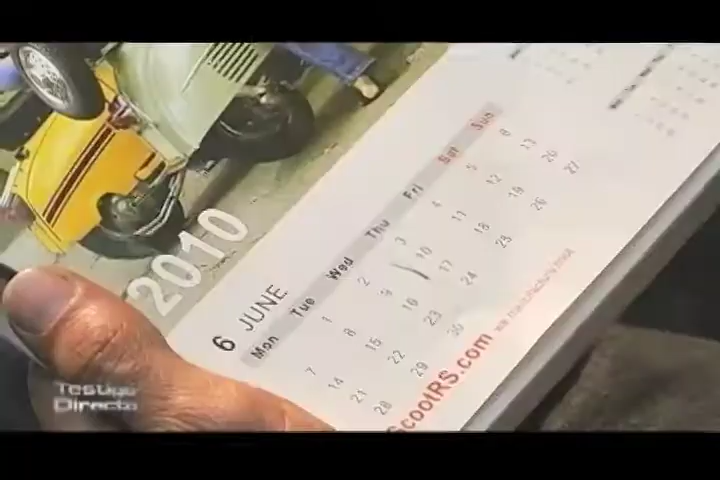 2010
6 JUNE
Mon Tue Wed Thu Fri Sat Sun
1 2 3 4 5 6
7 8 9 10 11 12 13
14 15 16 17 18 19 20
21 22 23 24 25 26 27
28 29 30
ScootRS.com
Testigo
Directo